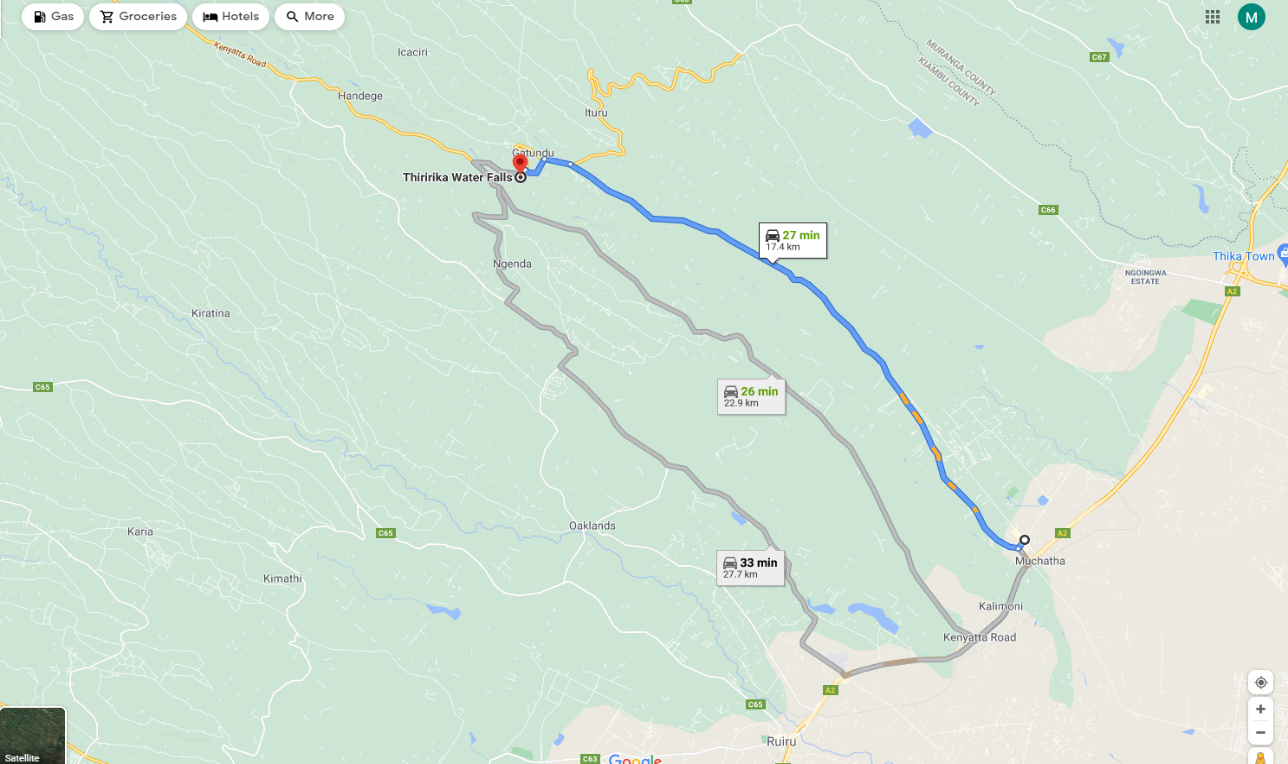 Gas
Groceries
Hotels
More
M
Kenyatta Road
Icaciri
MURANGA COUNTY
KIAMBU COUNTY
C67
Handege
Ituru
Gatundu
Thiririka Water Falls
C66
27 min
17.4 km
Thika Town
NGOINGWA
ESTATE
A2
Ngenda
Kiratina
C65
26 min
22.9 km
Oaklands
Karia
C65
A2
33 min
27.7 km
Muchatha
Kimathi
Kalimoni
Kenyatta Road
A2
C65
Ruiru
Satellite
C63
Google